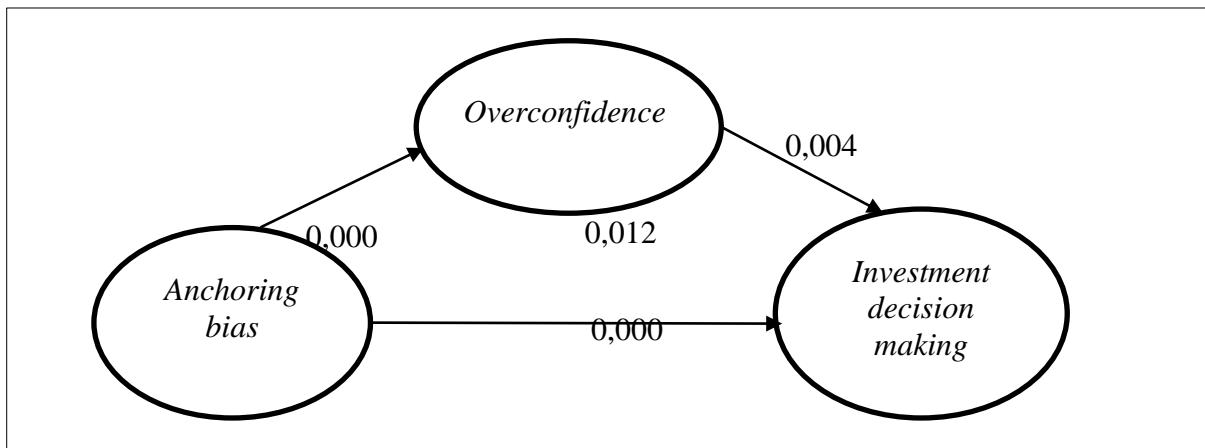 Overconfidence
0,004
0,000
0,012
Anchoring
bias
Investment
decision
making
0,000